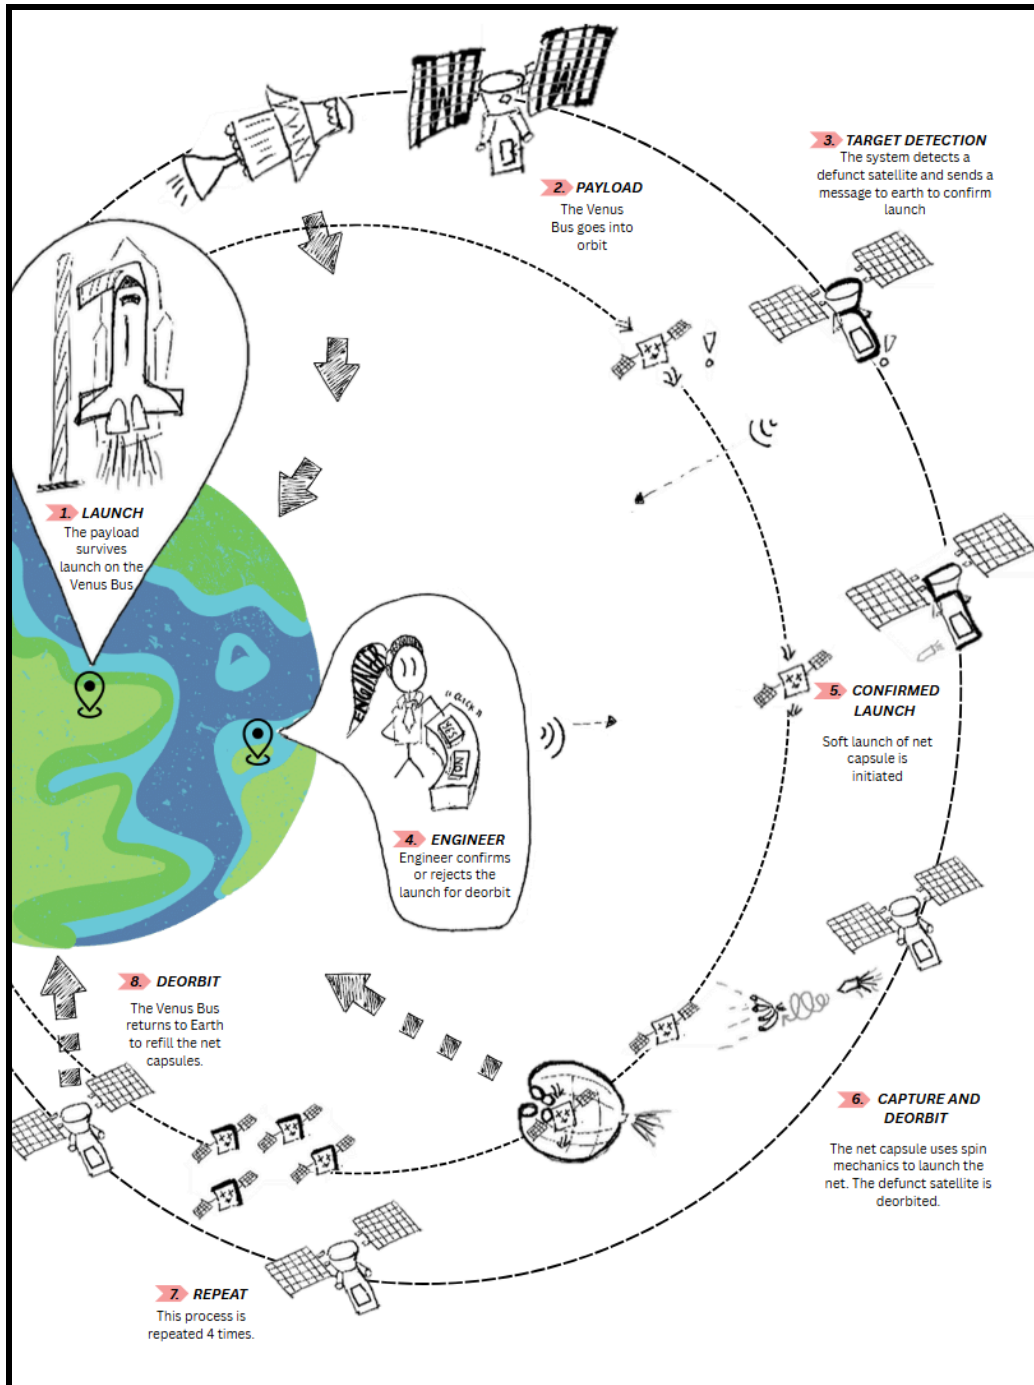 1. LAUNCH
The payload
survives
launch on the
Venus Bus
2. PAYLOAD
The Venus
Bus goes into
orbit
3. TARGET DETECTION
The system detects a
defunct satellite and sends a
message to earth to confirm
launch
ENGINEER
"CLICK"
YES
NO
4. ENGINEER
Engineer confirms
or rejects the
launch for deorbit
5. CONFIRMED
LAUNCH
Soft launch of net
capsule is
initiated
6. CAPTURE AND
DEORBIT
The net capsule uses spin
mechanics to launch the
net. The defunct satellite is
deorbited.
7. REPEAT
This process is
repeated 4 times.
8. DEORBIT
The Venus Bus
returns to Earth
to refill the net
capsules.